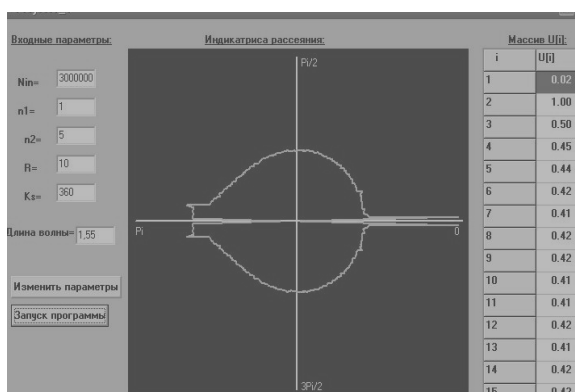 Входные параметры:
Nin= 3000000
n1= 1
n2= 5
R= 10
Ks= 360
Длина волны= 1,55
Изменить параметры
Запуск программы
Индикатриса рассеяния:
Pi/2
Pi
0
3Pi/2
Массив U[i]:
i U[i]
1 0.02
2 1.00
3 0.50
4 0.45
5 0.44
6 0.42
7 0.41
8 0.42
9 0.42
10 0.41
11 0.41
12 0.42
13 0.41
14 0.42
15 0.42